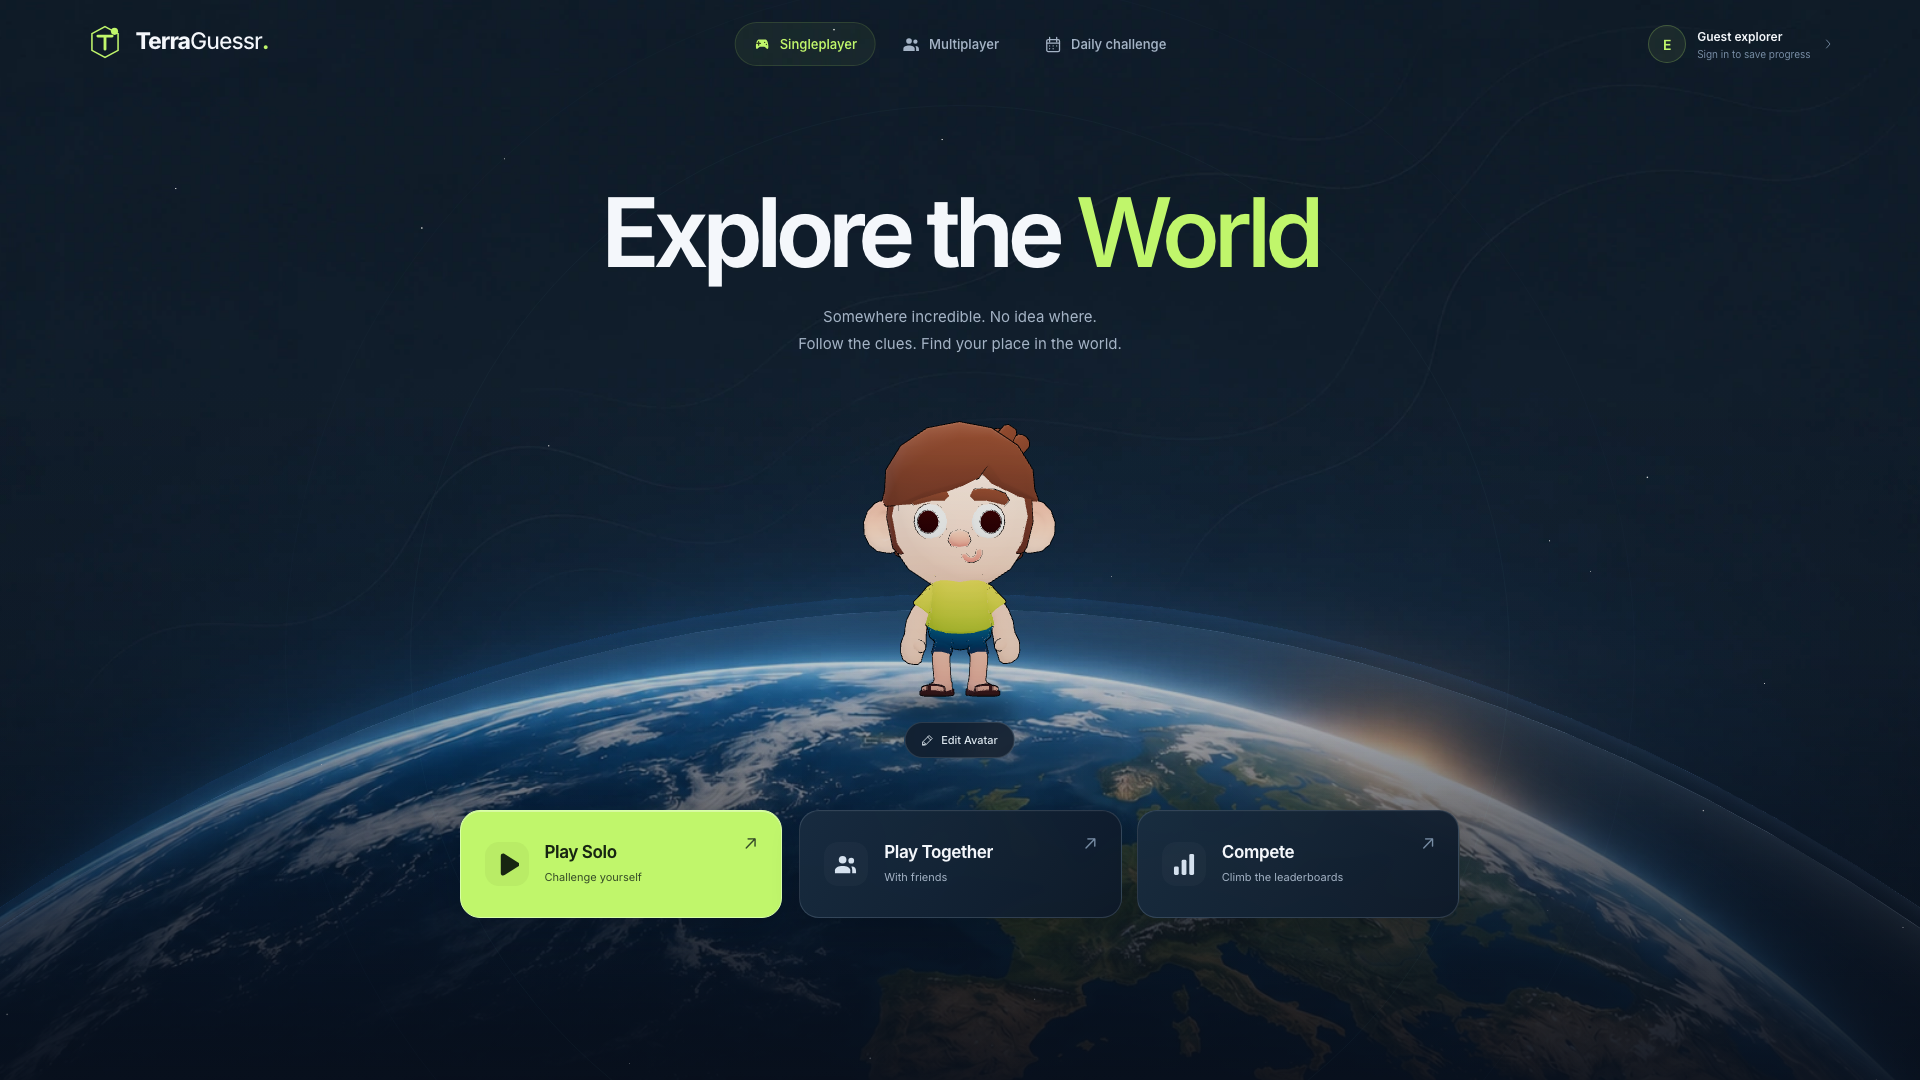 TerraGuessr.
Singleplayer
Multiplayer
Daily challenge
E
Guest explorer
Sign in to save progress
Explore the World
Somewhere incredible. No idea where.
Follow the clues. Find your place in the world.
Edit Avatar
Play Solo
Challenge yourself
Play Together
With friends
Compete
Climb the leaderboards